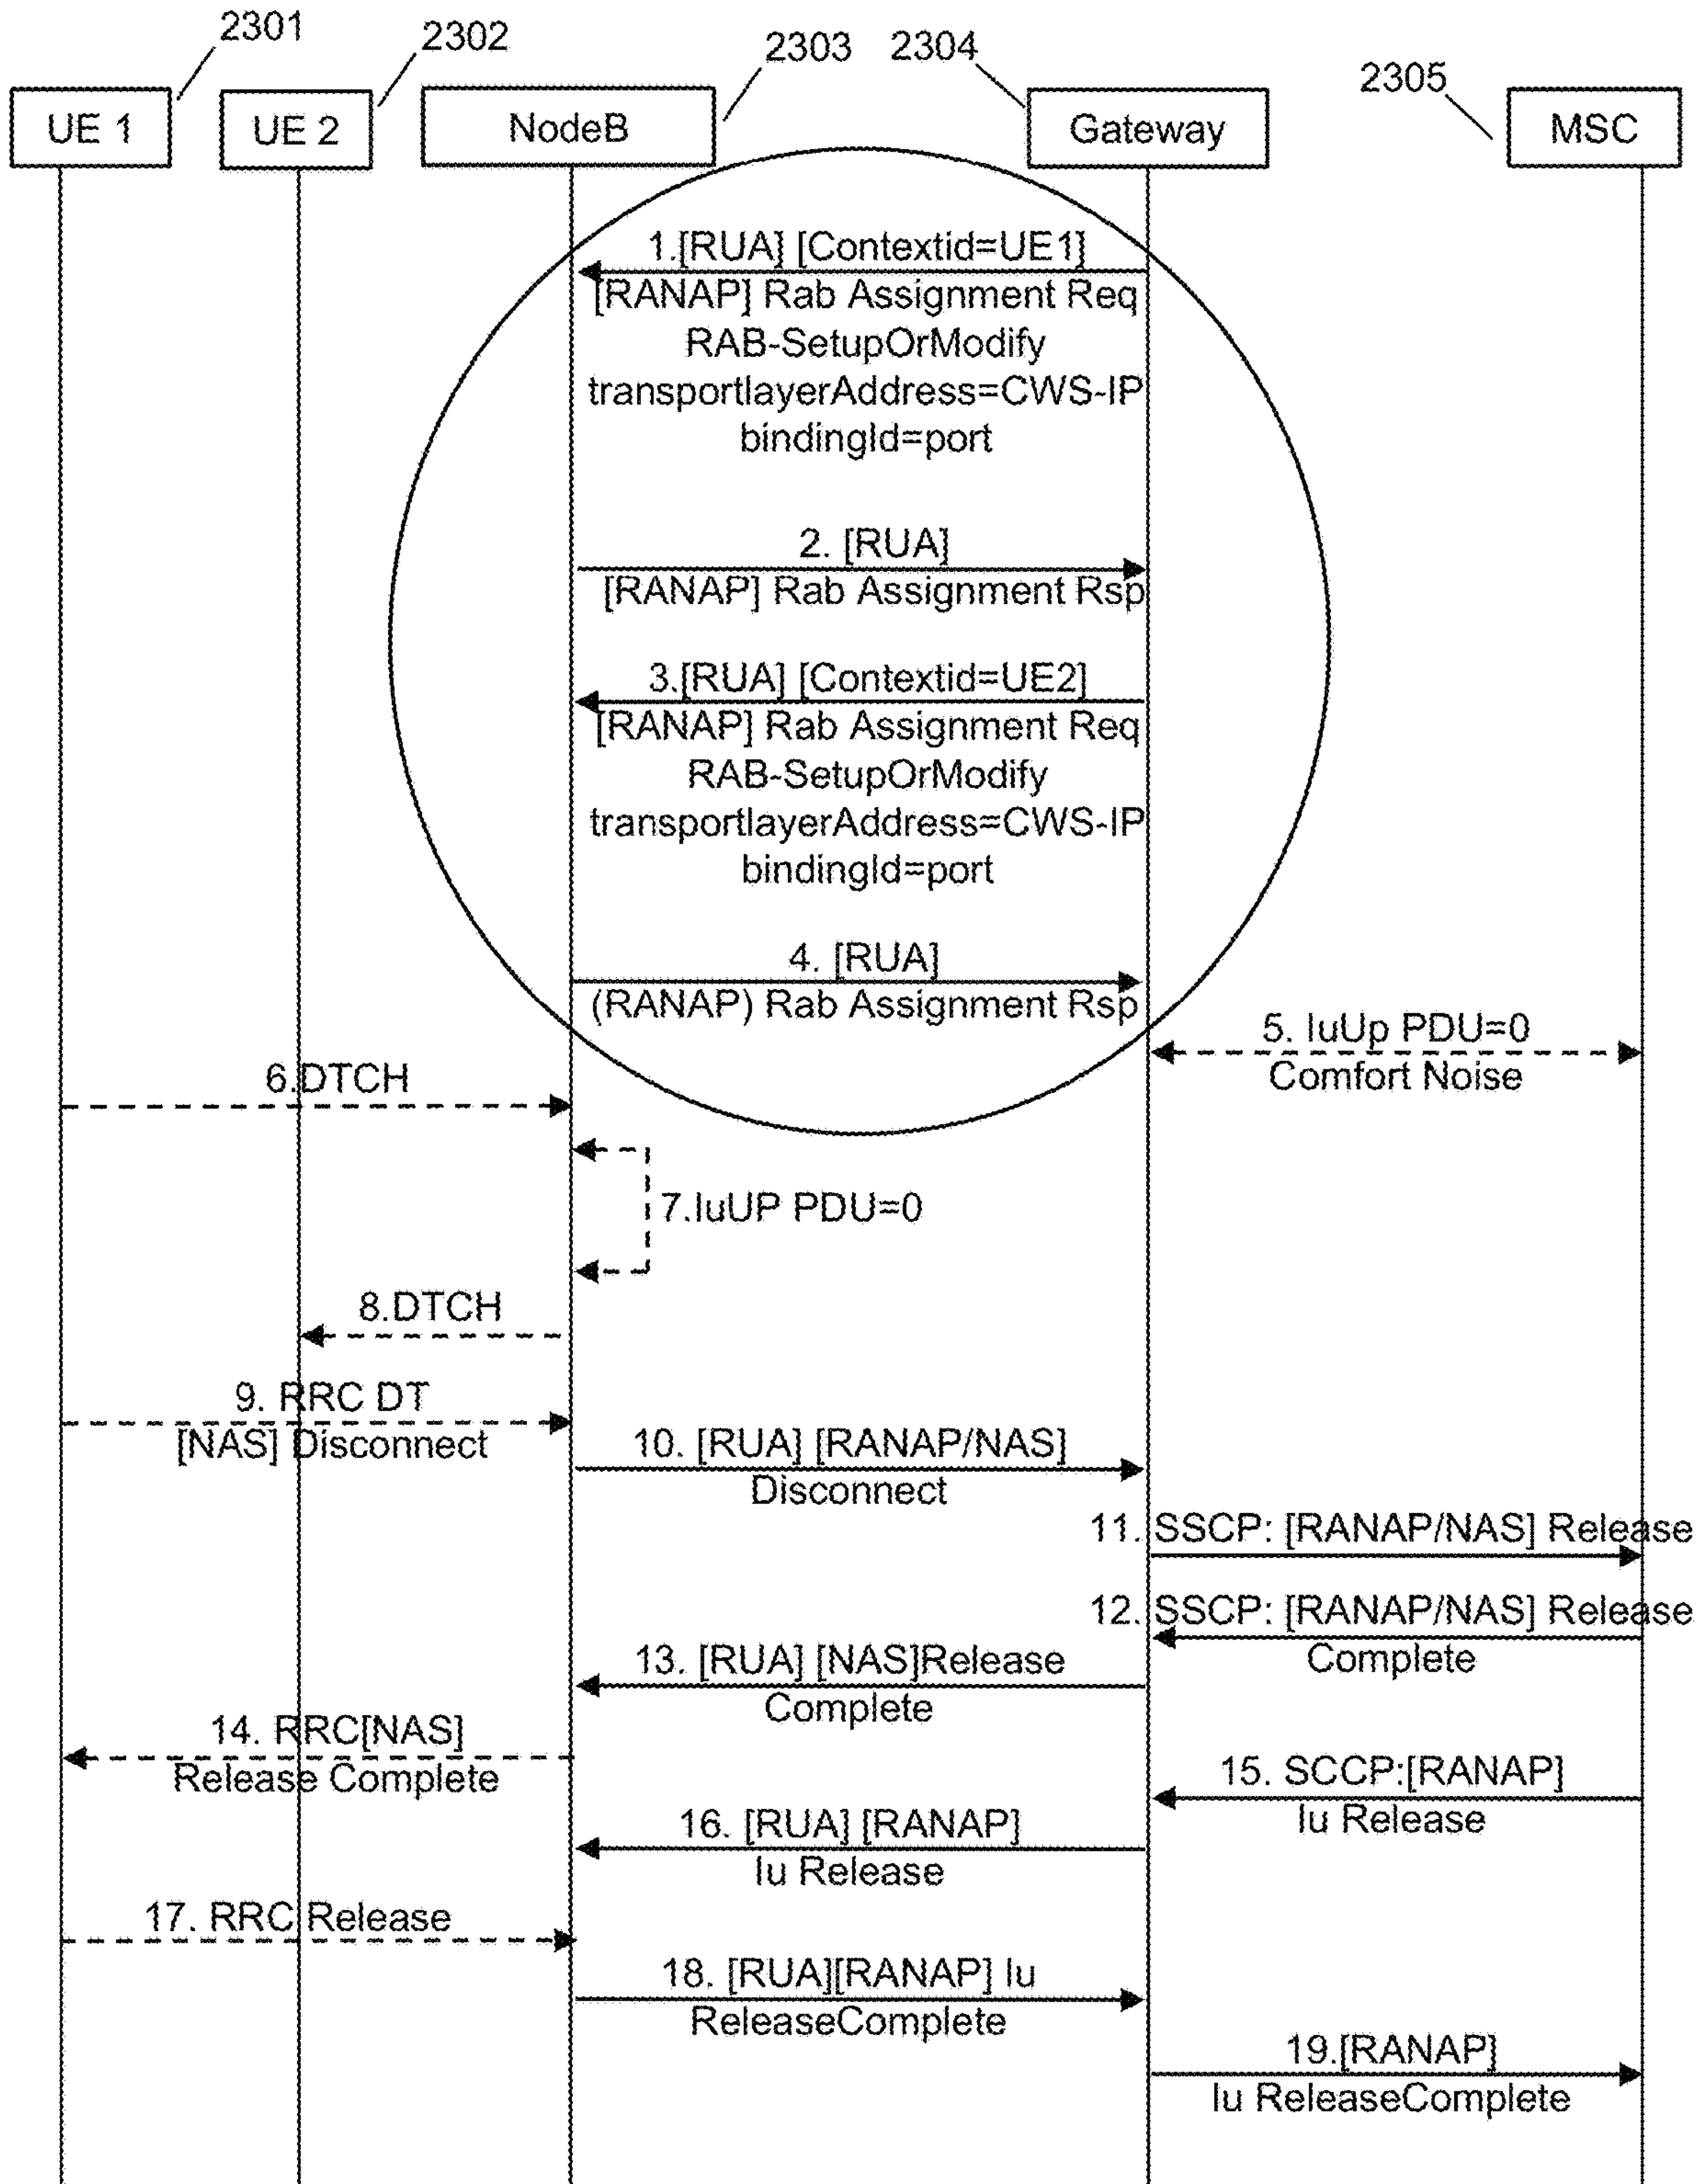 2301
2302
2303
2304
2305
UE 1
UE 2
NodeB
Gateway
MSC
1.[RUA] [Contextid=UE1]
[RANAP] Rab Assignment Req
RAB-SetupOrModify
transportlayerAddress=CWS-IP
bindingId=port
2. [RUA]
[RANAP] Rab Assignment Rsp
3.[RUA] [Contextid=UE2]
[RANAP] Rab Assignment Req
RAB-SetupOrModify
transportlayerAddress=CWS-IP
bindingId=port
4. [RUA]
(RANAP) Rab Assignment Rsp
5. IuUp PDU=0
Comfort Noise
6.DTCH
7.IuUP PDU=0
8.DTCH
9. RRC DT
[NAS] Disconnect
10. [RUA] [RANAP/NAS]
Disconnect
11. SSCP: [RANAP/NAS] Release
12. SSCP: [RANAP/NAS] Release
Complete
13. [RUA] [NAS]Release
Complete
14. RRC[NAS]
Release Complete
15. SCCP:[RANAP]
Iu Release
16. [RUA] [RANAP]
Iu Release
17. RRC Release
18. [RUA][RANAP] Iu
ReleaseComplete
19.[RANAP]
Iu ReleaseComplete